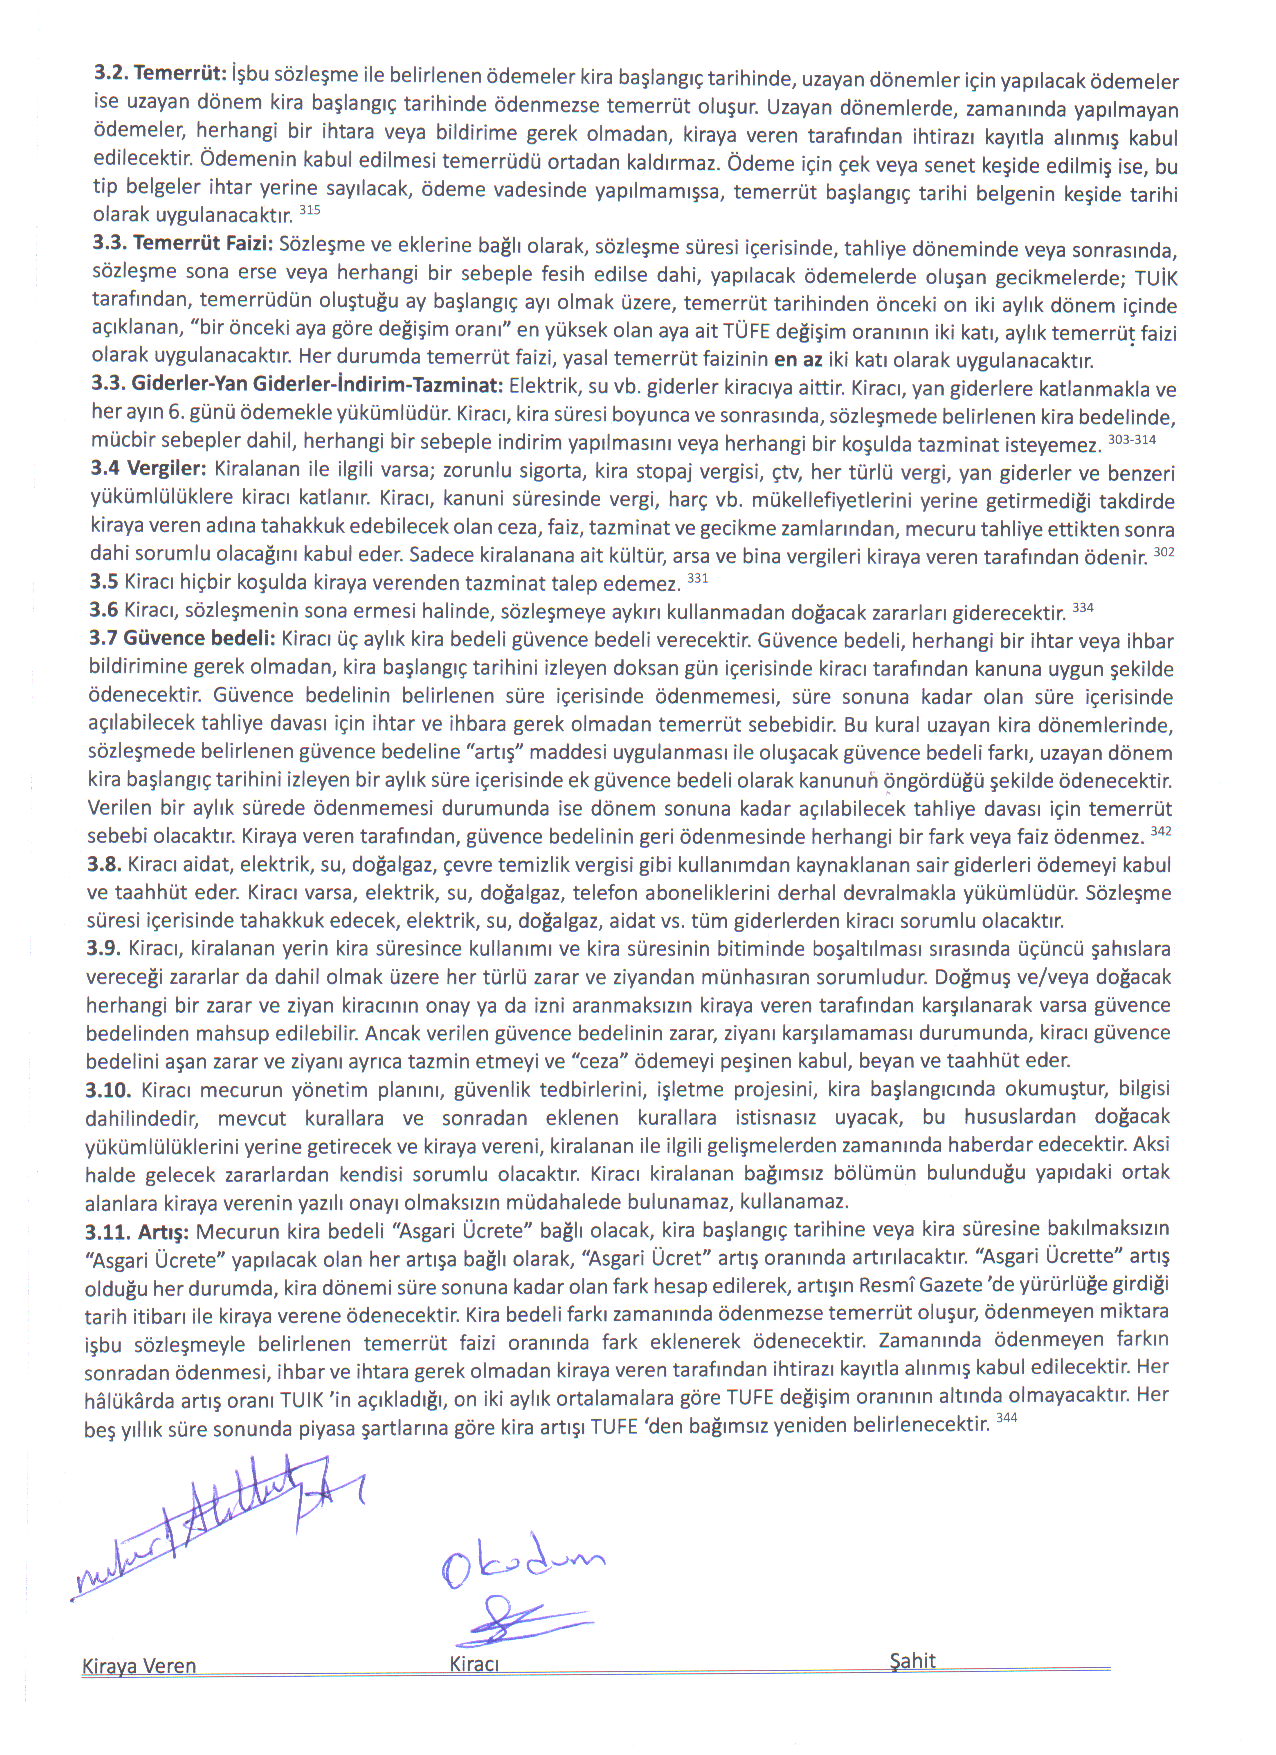 3.2. Temerrüt: İşbu sözleşme ile belirlenen ödemeler kira başlangıç tarihinde, uzayan dönemler için yapılacak ödemeler
ise uzayan dönem kira başlangıç tarihinde ödenmezse temerrüt oluşur. Uzayan dönemlerde, zamanında yapılmayan
ödemeler, herhangi bir ihtara veya bildirime gerek olmadan, kiraya veren tarafından ihtirazı kayıtla alınmış kabul
edilecektir. Ödemenin kabul edilmesi temerrüdü ortadan kaldırmaz. Ödeme için çek veya senet keşide edilmiş ise, bu
tip belgeler ihtar yerine sayılacak, ödeme vadesinde yapılmamışsa, temerrüt başlangıç tarihi belgenin keşide tarihi
olarak uygulanacaktır. 315
3.3. Temerrüt Faizi: Sözleşme ve eklerine bağlı olarak, sözleşme süresi içerisinde, tahliye döneminde veya sonrasında,
sözleşme sona erse veya herhangi bir sebeple fesih edilse dahi, yapılacak ödemelerde oluşan gecikmelerde; TUİK
tarafından, temerrüdün oluştuğu ay başlangıç ayı olmak üzere, temerrüt tarihinden önceki on iki aylık dönem içinde
açıklanan, "bir önceki aya göre değişim oranı" en yüksek olan aya ait TÜFE değişim oranının iki katı, aylık temerrüt faizi
olarak uygulanacaktır. Her durumda temerrüt faizi, yasal temerrüt faizinin en az iki katı olarak uygulanacaktır.
3.3. Giderler-Yan Giderler-İndirim-Tazminat: Elektrik, su vb. giderler kiracıya aittir. Kiracı, yan giderlere katlanmakla ve
her ayın 6. günü ödemekle yükümlüdür. Kiracı, kira süresi boyunca ve sonrasında, sözleşmede belirlenen kira bedelinde,
mücbir sebepler dahil, herhangi bir sebeple indirim yapılmasını veya herhangi bir koşulda tazminat isteyemez. 303-314
3.4 Vergiler: Kiralanan ile ilgili varsa; zorunlu sigorta, kira stopaj vergisi, çtv, her türlü vergi, yan giderler ve benzeri
yükümlülüklere kiracı katlanır. Kiracı, kanuni süresinde vergi, harç vb. mükellefiyetlerini yerine getirmediği takdirde
kiraya veren adına tahakkuk edebilecek olan ceza, faiz, tazminat ve gecikme zamlarından, mecuru tahliye ettikten sonra
dahi sorumlu olacağını kabul eder. Sadece kiralanana ait kültür, arsa ve bina vergileri kiraya veren tarafından ödenir. 302
3.5 Kiracı hiçbir koşulda kiraya verenden tazminat talep edemez. 331
3.6 Kiracı, sözleşmenin sona ermesi halinde, sözleşmeye aykırı kullanmadan doğacak zararları giderecektir. 334
3.7 Güvence bedeli: Kiracı üç aylık kira bedeli güvence bedeli verecektir. Güvence bedeli, herhangi bir ihtar veya ihbar
bildirimine gerek olmadan, kira başlangıç tarihini izleyen doksan gün içerisinde kiracı tarafından kanuna uygun şekilde
ödenecektir. Güvence bedelinin belirlenen süre içerisinde ödenmemesi, süre sonuna kadar olan süre içerisinde
açılabilecek tahliye davası için ihtar ve ihbara gerek olmadan temerrüt sebebidir. Bu kural uzayan kira dönemlerinde,
sözleşmede belirlenen güvence bedeline "artış" maddesi uygulanması ile oluşacak güvence bedeli farkı, uzayan dönem
kira başlangıç tarihini izleyen bir aylık süre içerisinde ek güvence bedeli olarak kanunun öngördüğü şekilde ödenecektir.
Verilen bir aylık sürede ödenmemesi durumunda ise dönem sonuna kadar açılabilecek tahliye davası için temerrüt
sebebi olacaktır. Kiraya veren tarafından, güvence bedelinin geri ödenmesinde herhangi bir fark veya faiz ödenmez. 342
3.8. Kiracı aidat, elektrik, su, doğalgaz, çevre temizlik vergisi gibi kullanımdan kaynaklanan sair giderleri ödemeyi kabul
ve taahhüt eder. Kiracı varsa, elektrik, su, doğalgaz, telefon aboneliklerini derhal devralmakla yükümlüdür. Sözleşme
süresi içerisinde tahakkuk edecek, elektrik, su, doğalgaz, aidat vs. tüm giderlerden kiracı sorumlu olacaktır.
3.9. Kiracı, kiralanan yerin kira süresince kullanımı ve kira süresinin bitiminde boşaltılması sırasında üçüncü şahıslara
vereceği zararlar da dahil olmak üzere her türlü zarar ve ziyandan münhasıran sorumludur. Doğmuş ve/veya doğacak
herhangi bir zarar ve ziyan kiracının onay ya da izni aranmaksızın kiraya veren tarafından karşılanarak varsa güvence
bedelinden mahsup edilebilir. Ancak verilen güvence bedelinin zarar, ziyanı karşılamaması durumunda, kiracı güvence
bedelini aşan zarar ve ziyanı ayrıca tazmin etmeyi ve "ceza" ödemeyi peşinen kabul, beyan ve taahhüt eder.
3.10. Kiracı mecurun yönetim planını, güvenlik tedbirlerini, işletme projesini, kira başlangıcında okumuştur, bilgisi
dahilindedir, mevcut kurallara ve sonradan eklenen kurallara istisnasız uyacak, bu hususlardan doğacak
yükümlülüklerini yerine getirecek ve kiraya vereni, kiralanan ile ilgili gelişmelerden zamanında haberdar edecektir. Aksi
halde gelecek zararlardan kendisi sorumlu olacaktır. Kiracı kiralanan bağımsız bölümün bulunduğu yapıdaki ortak
alanlara kiraya verenin yazılı onayı olmaksızın müdahalede bulunamaz, kullanamaz.
3.11. Artış: Mecurun kira bedeli "Asgari Ücrete" bağlı olacak, kira başlangıç tarihine veya kira süresine bakılmaksızın
"Asgari Ücrete" yapılacak olan her artışa bağlı olarak, "Asgari Ücret" artış oranında artırılacaktır. "Asgari Ücrette" artış
olduğu her durumda, kira dönemi süre sonuna kadar olan fark hesap edilerek, artışın Resmî Gazete 'de yürürlüğe girdiği
tarih itibarı ile kiraya verene ödenecektir. Kira bedeli farkı zamanında ödenmezse temerrüt oluşur, ödenmeyen miktara
işbu sözleşmeyle belirlenen temerrüt faizi oranında fark eklenerek ödenecektir. Zamanında ödenmeyen farkın
sonradan ödenmesi, ihbar ve ihtara gerek olmadan kiraya veren tarafından ihtirazı kayıtla alınmış kabul edilecektir. Her
hâlükârda artış oranı TUIK 'in açıkladığı, on iki aylık ortalamalara göre TUFE değişim oranının altında olmayacaktır. Her
beş yıllık süre sonunda piyasa şartlarına göre kira artışı TUFE 'den bağımsız yeniden belirlenecektir. 344
Okudum
Kiraya Veren Kiracı Şahit